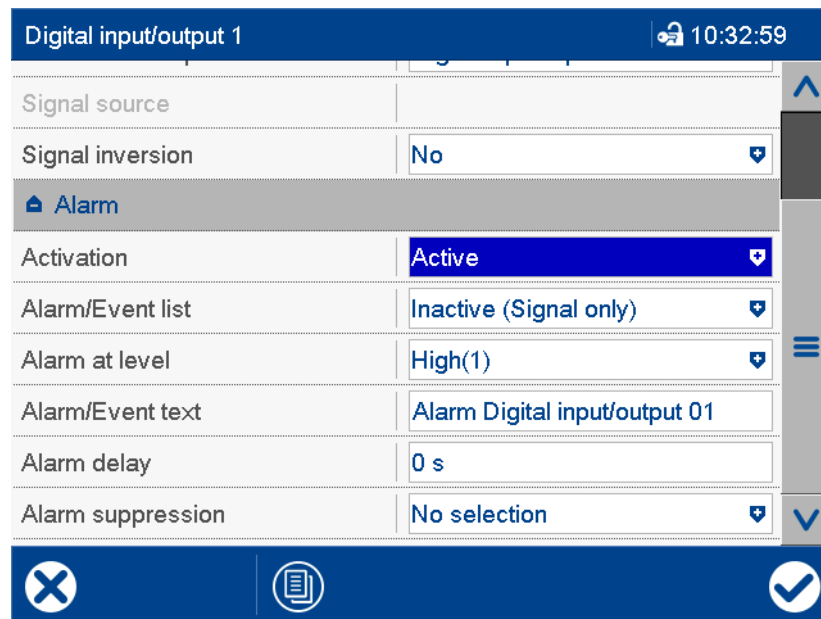 Digital input/output 1 10:32:59
Signal source
Signal inversion No
Alarm
Activation Active
Alarm/Event list Inactive (Signal only)
Alarm at level High(1)
Alarm/Event text Alarm Digital input/output 01
Alarm delay 0 s
Alarm suppression No selection